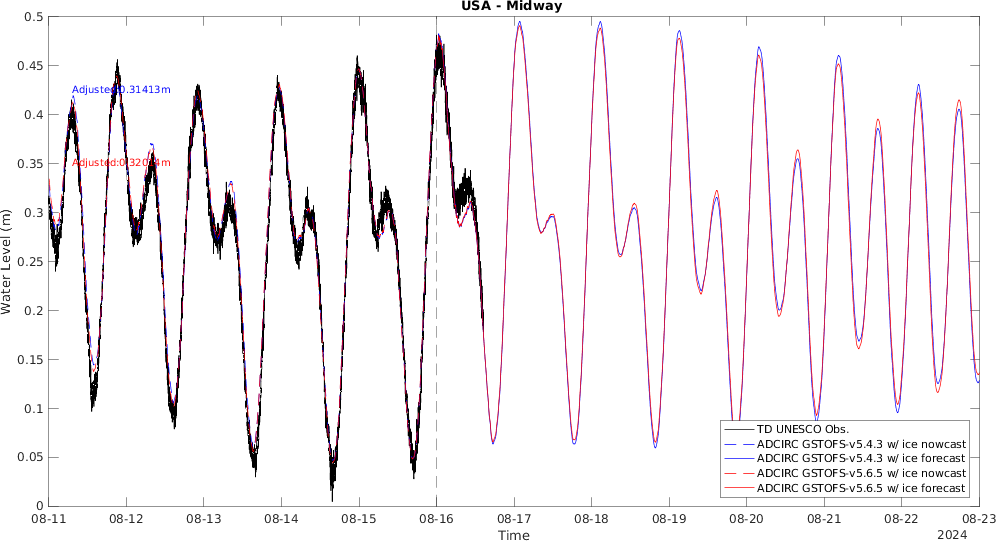 USA - Midway
0.5
0.45
0.4
0.35
0.3
0.25
0.2
0.15
0.1
0.05
0
Water Level (m)
Adjusted:0.31413m
TD UNESCO Obs.
ADCIRC GSTOFS-v5.4.3 w/ ice nowcast
ADCIRC GSTOFS-v5.4.3 w/ ice forecast
ADCIRC GSTOFS-v5.6.5 w/ ice nowcast
ADCIRC GSTOFS-v5.6.5 w/ ice forecast
08-11 08-12 08-13 08-14 08-15 08-16 08-17 08-18 08-19 08-20 08-21 08-22 08-23
Time
2024